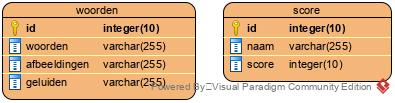 woorden
id integer(10)
woorden varchar(255)
afbeeldingen varchar(255)
geluiden varchar(255)
score
id integer(10)
naam varchar(255)
score integer(10)
Powered By Visual Paradigm Community Edition